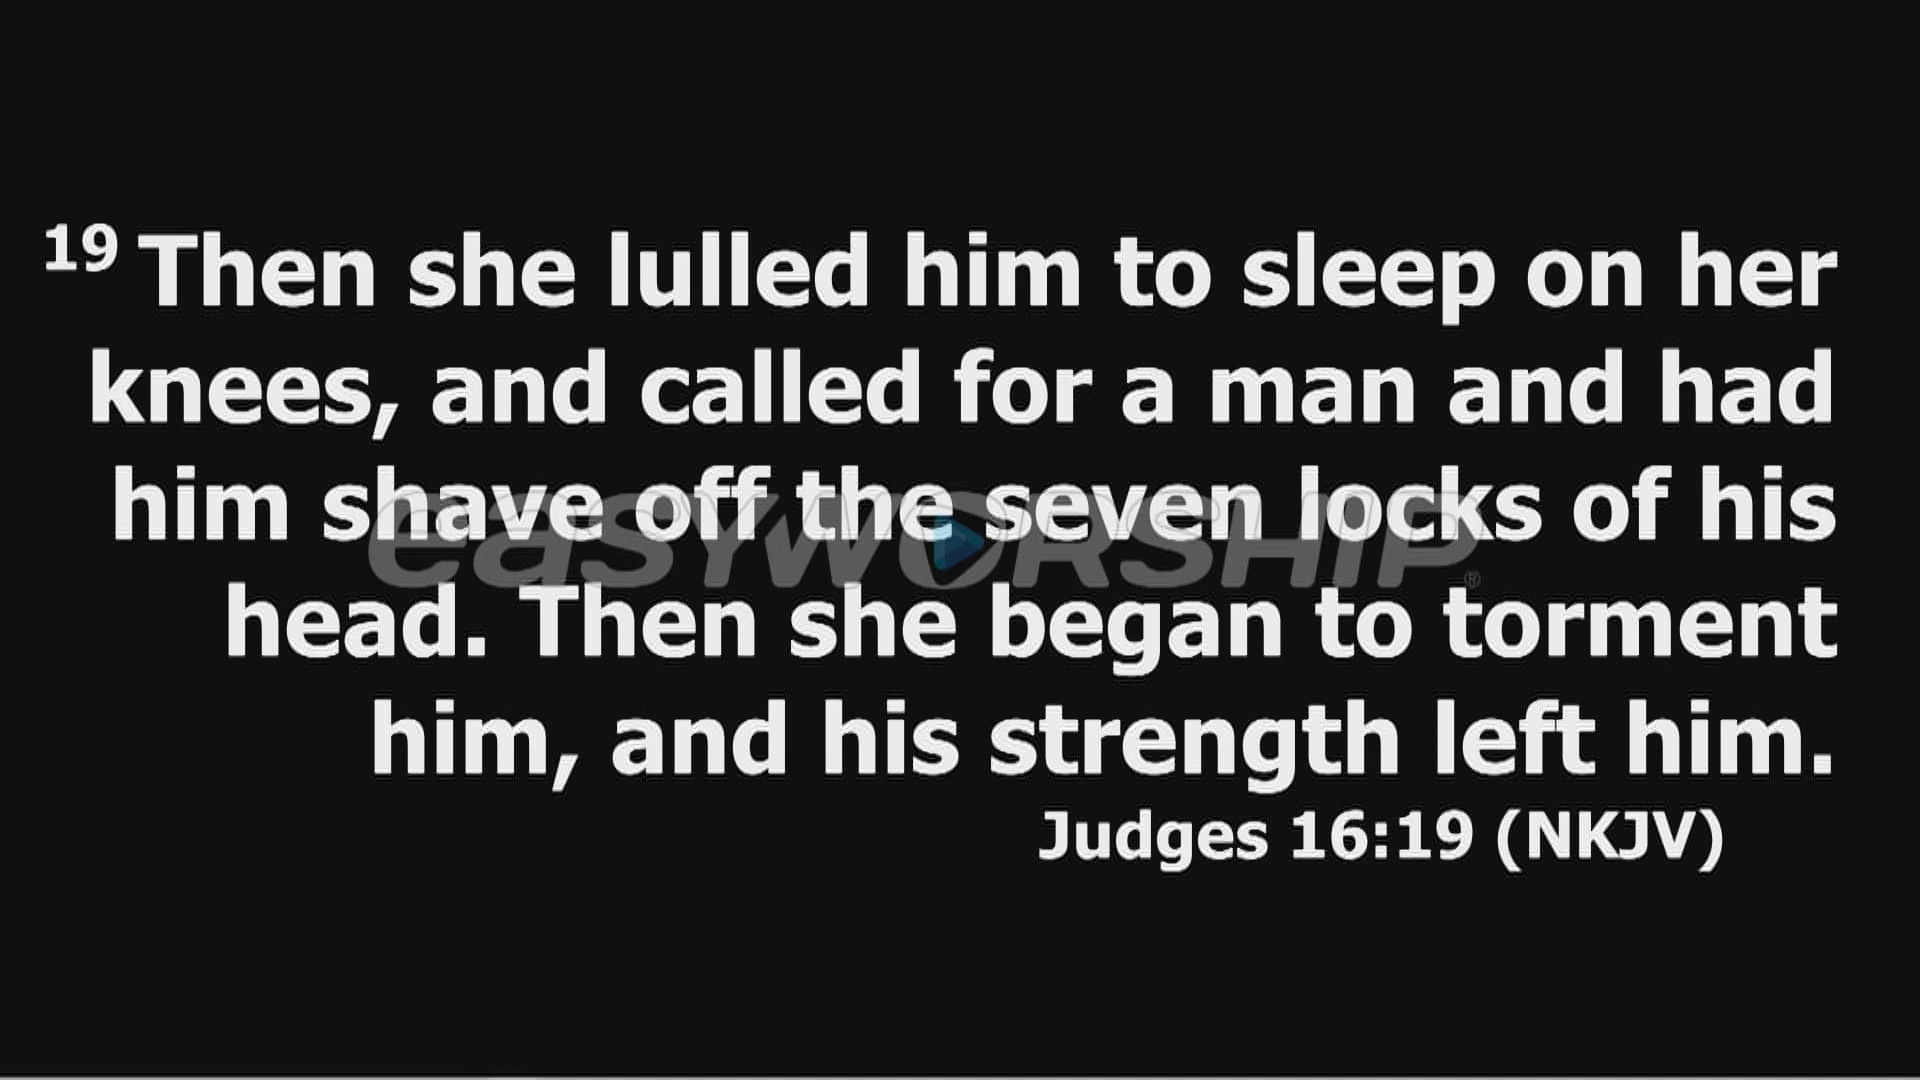 19 Then she lulled him to sleep on her
knees, and called for a man and had
him shave off the seven locks of his
easyWORSHIP®
head. Then she began to torment
him, and his strength left him.
Judges 16:19 (NKJV)